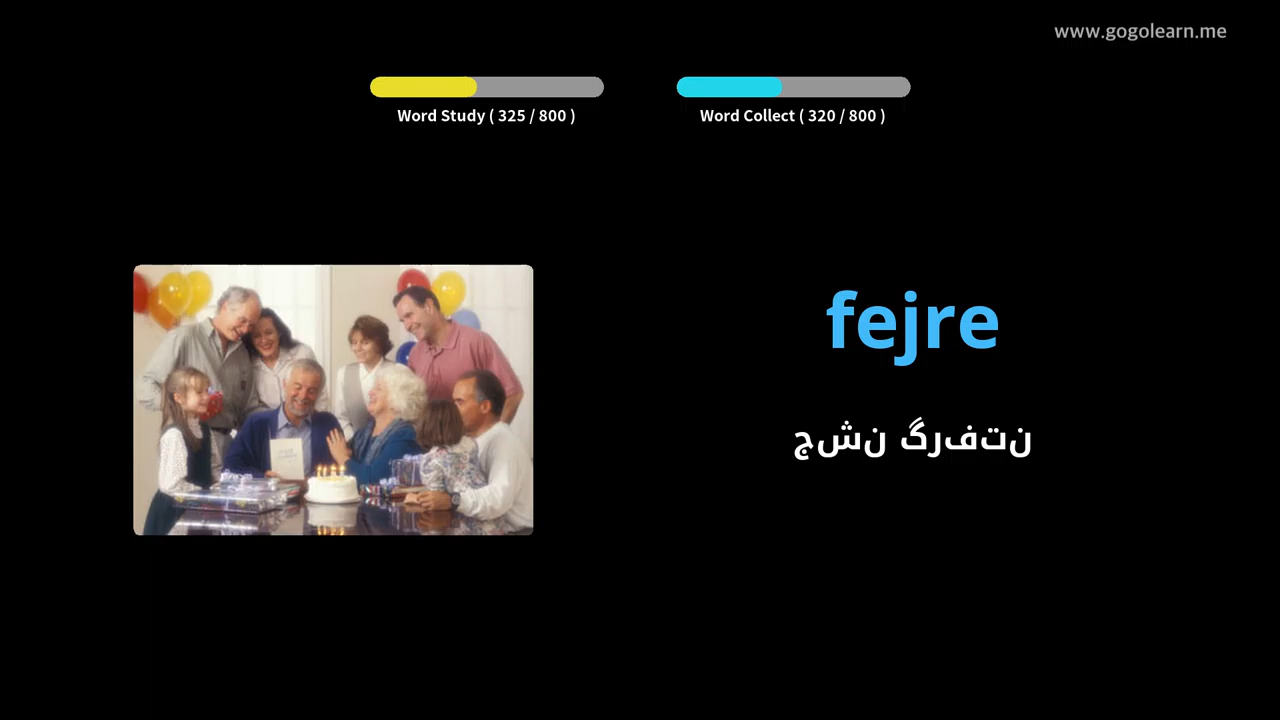 www.gogolearn.me
Word Study ( 325 / 800 )
Word Collect ( 320 / 800 )
fejre
جشن گرفتن